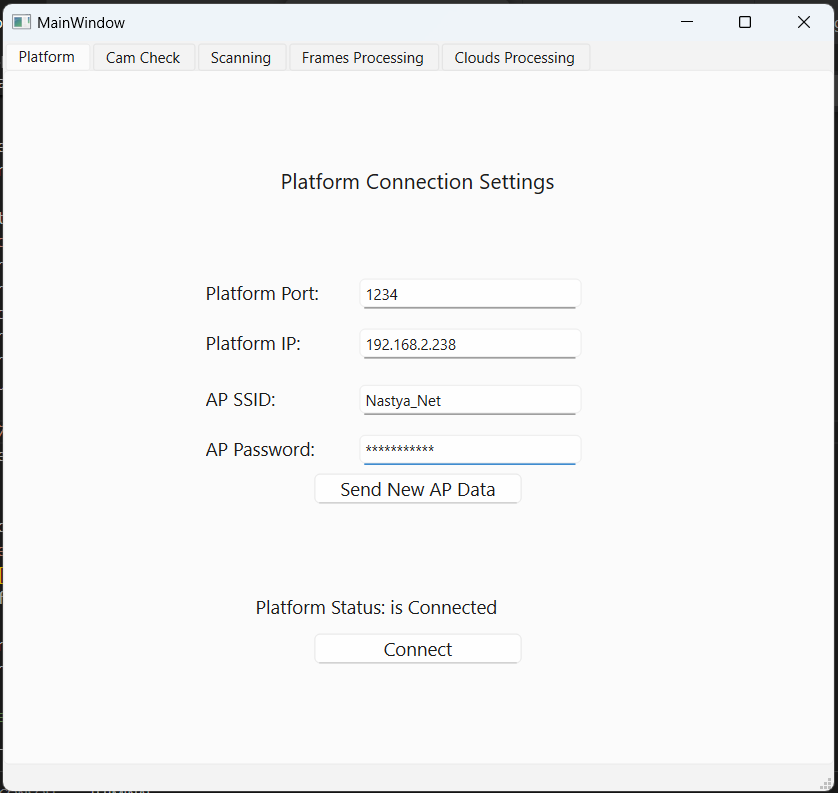 MainWindow
Platform Cam Check Scanning Frames Processing Clouds Processing
Platform Connection Settings
Platform Port: 1234
Platform IP: 192.168.2.238
AP SSID: Nastya_Net
AP Password: ***********
Send New AP Data
Platform Status: is Connected
Connect